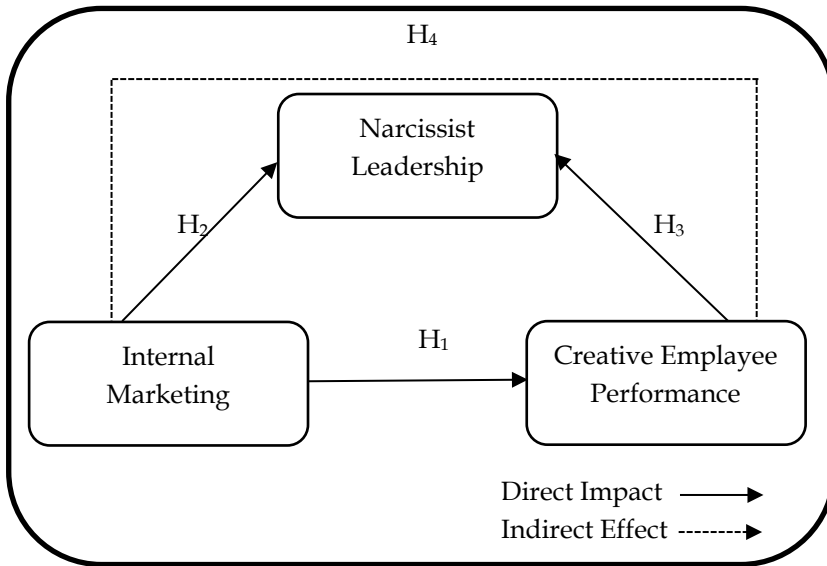 H₄
Narcissist
Leadership
H₂
H₃
H₁
Internal
Marketing
Creative Emplayee
Performance
Direct Impact
Indirect Effect